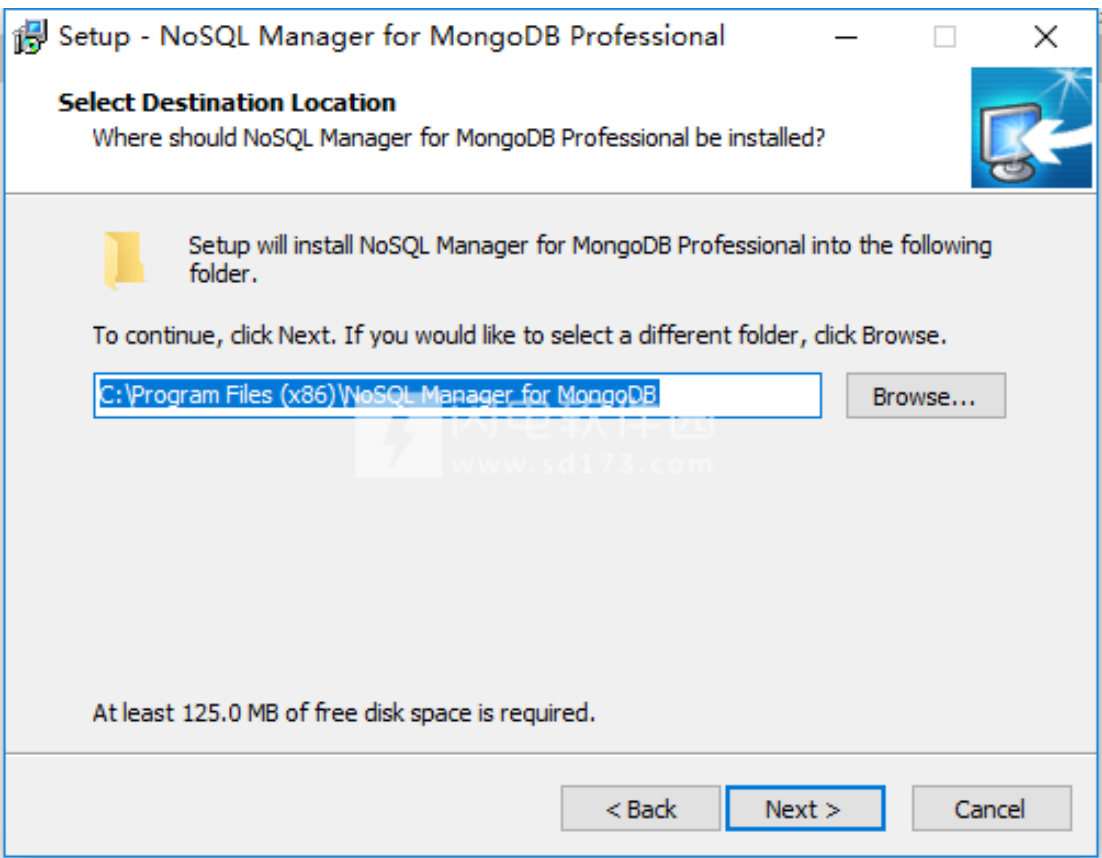 Setup - NoSQL Manager for MongoDB Professional
Select Destination Location
Where should NoSQL Manager for MongoDB Professional be installed?
Setup will install NoSQL Manager for MongoDB Professional into the following
folder.
To continue, click Next. If you would like to select a different folder, click Browse.
C:\Program Files (x86)\NoSQL Manager for MongoDB
Browse...
闪电软件园
www.sd173.com
At least 125.0 MB of free disk space is required.
< Back
Next >
Cancel